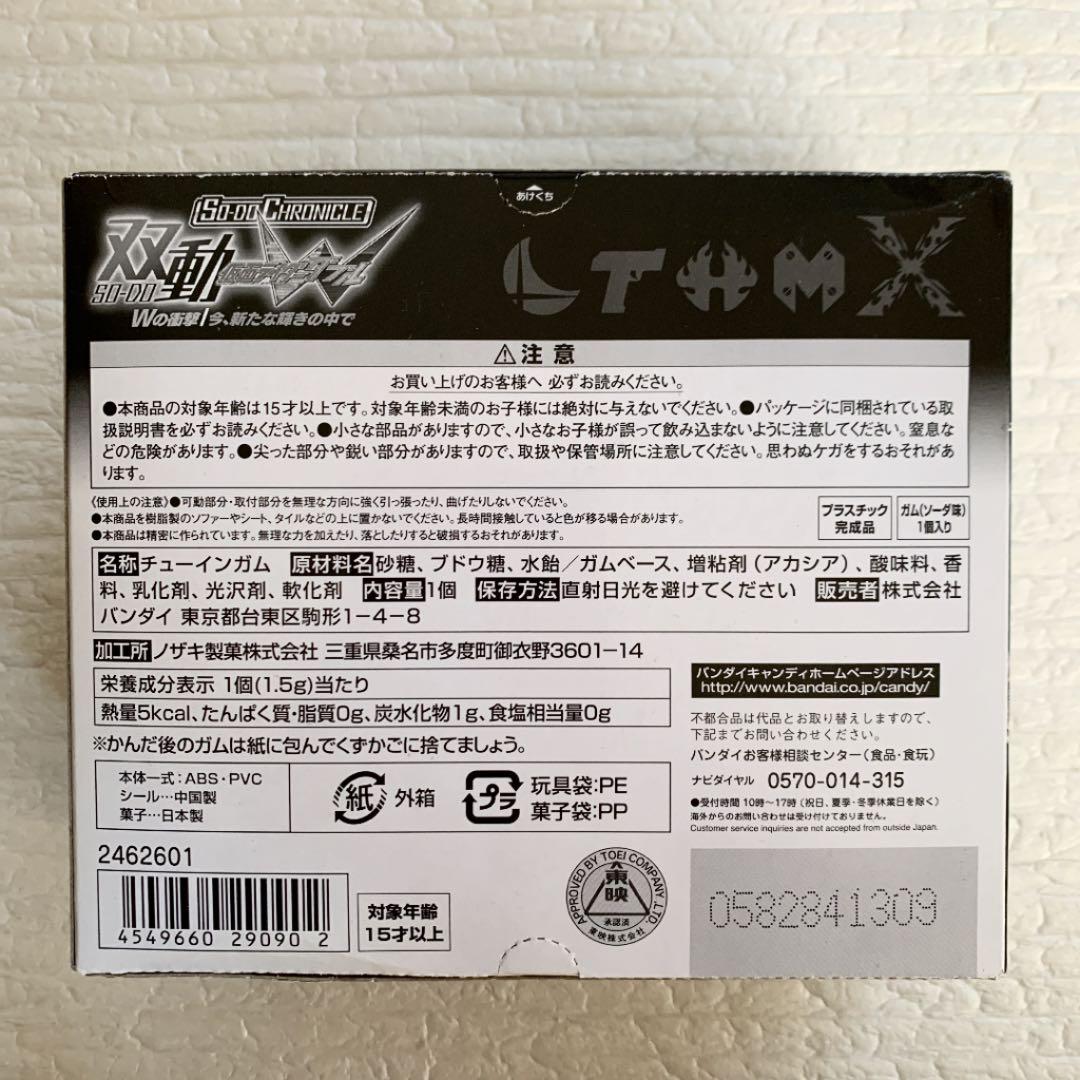 あけくち
SO-DO CHRONICLE
双動
SO-DO
仮面ライダーダブル
Wの衝撃/今、新たな輝きの中で
L T H M X
⚠注意
お買い上げのお客様へ 必ずお読みください。
●本商品の対象年齢は15才以上です。対象年齢未満のお子様には絶対に与えないでください。●パッケージに同梱されている取
扱説明書を必ずお読みください。●小さな部品がありますので、小さなお子様が誤って飲み込まないように注意してください。窒息
などの危険があります。●尖った部分や鋭い部分がありますので、取扱や保管場所に注意してください。思わぬケガをするおそれがあ
ります。
〈使用上の注意〉●可動部分・取付部分を無理な方向に強く引っ張ったり、曲げたりしないでください。
●本商品を樹脂製のソファーやシート、タイルなどの上に置かないでください。長時間接触していると色が移る場合があります。
●本商品は精密に作られています。無理な力を加えたり、落としたりすると破損するおそれがあります。
プラスチック
完成品
ガム(ソーダ味)
1個入り
名称 チューインガム 原材料名 砂糖、ブドウ糖、水飴/ガムベース、増粘剤(アカシア)、酸味料、香
料、乳化剤、光沢剤、軟化剤 内容量 1個 保存方法 直射日光を避けてください 販売者 株式会社
バンダイ 東京都台東区駒形1-4-8
加工所 ノザキ製菓株式会社 三重県桑名市多度町御衣野3601-14
栄養成分表示 1個(1.5g)当たり
熱量5kcal、たんぱく質・脂質0g、炭水化物1g、食塩相当量0g
※かんだ後のガムは紙に包んでくずかごに捨てましょう。
本体一式:ABS・PVC
シール…中国製
菓子…日本製
紙 外箱
プラ 玩具袋:PE
菓子袋:PP
バンダイキャンディホームページアドレス
http://www.bandai.co.jp/candy/
不都合品は代品とお取り替えしますので、
下記までお問い合わせください。
バンダイお客様相談センター(食品・食玩)
ナビダイヤル 0570-014-315
●受付時間 10時〜17時(祝日、夏季・冬季休業日を除く)
海外からのお問い合わせは受け付けておりません。
Customer service inquiries are not accepted from outside Japan.
2462601
4549660 29090 2
対象年齢
15才以上
APPROVED BY TOEI COMPANY, LTD.
東映
承認済
東映株式会社
0582841309